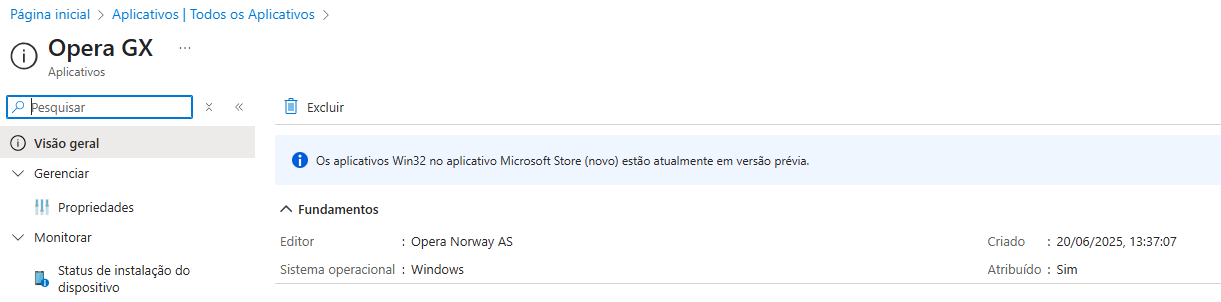 Página inicial > Aplicativos | Todos os Aplicativos >
Opera GX ...
Aplicativos
Pesquisar
Excluir
Visão geral
Os aplicativos Win32 no aplicativo Microsoft Store (novo) estão atualmente em versão prévia.
Gerenciar
Propriedades
Monitorar
Status de instalação do
dispositivo
Fundamentos
Editor : Opera Norway AS
Criado : 20/06/2025, 13:37:07
Sistema operacional : Windows
Atribuído : Sim